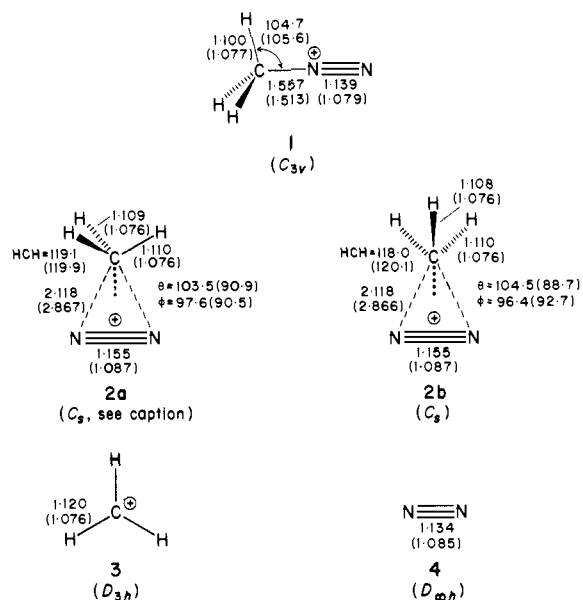 H 104·7
1·100 (105·6) ⊕
(1·077) C — N ≡ N
H 1·557 1·139
H (1·513) (1·079)
1
(C3v)
1·109
H (1·076)
H H
HCH=119·1 C 1·110
(119·9) (1·076)
2·118 θ=103·5(90·9)
(2·867) ⊕ φ=97·6(90·5)
N ≡ N
1·155
(1·087)
2a
(Cs, see caption)
1·108
H (1·076)
H H
HCH=118·0 C 1·110
(120·1) (1·076)
2·118 θ=104·5(88·7)
(2·866) ⊕ φ=96·4(92·7)
N ≡ N
1·155
(1·087)
2b
(Cs)
H
1·120 ⊕
(1·076) C
H H
3
(D3h)
N≡N
1·134
(1·085)
4
(D∞h)